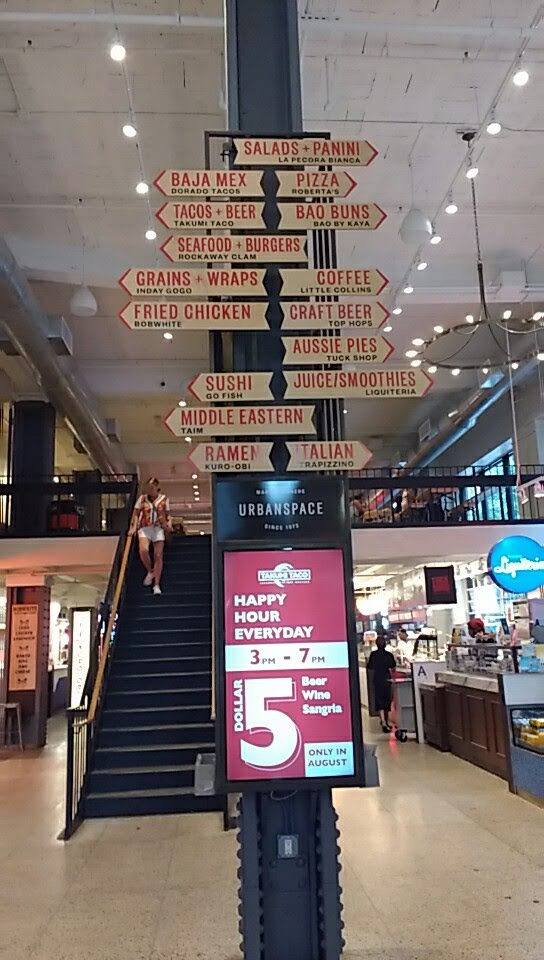 SALADS + PANINI
LA PECORA BIANCA
BAJA MEX
DORADO TACOS
PIZZA
ROBERTA'S
TACOS + BEER
TAKUMI TACO
BAO BUNS
BAO BY KAYA
SEAFOOD + BURGERS
ROCKAWAY CLAM
GRAINS + WRAPS
INDAY GOGO
COFFEE
LITTLE COLLINS
FRIED CHICKEN
BOBWHITE
CRAFT BEER
TOP HOPS
AUSSIE PIES
TUCK SHOP
SUSHI
GO FISH
JUICE/SMOOTHIES
LIQUITERIA
MIDDLE EASTERN
TAIM
RAMEN
KURO-OBI
ITALIAN
TRAPIZZINO
URBANSPACE
SINCE 1972
TAKUMI TACO
HAPPY
HOUR
EVERYDAY
3PM - 7PM
DOLLAR
5
Beer
Wine
Sangria
ONLY IN
AUGUST
Liquiteria
A